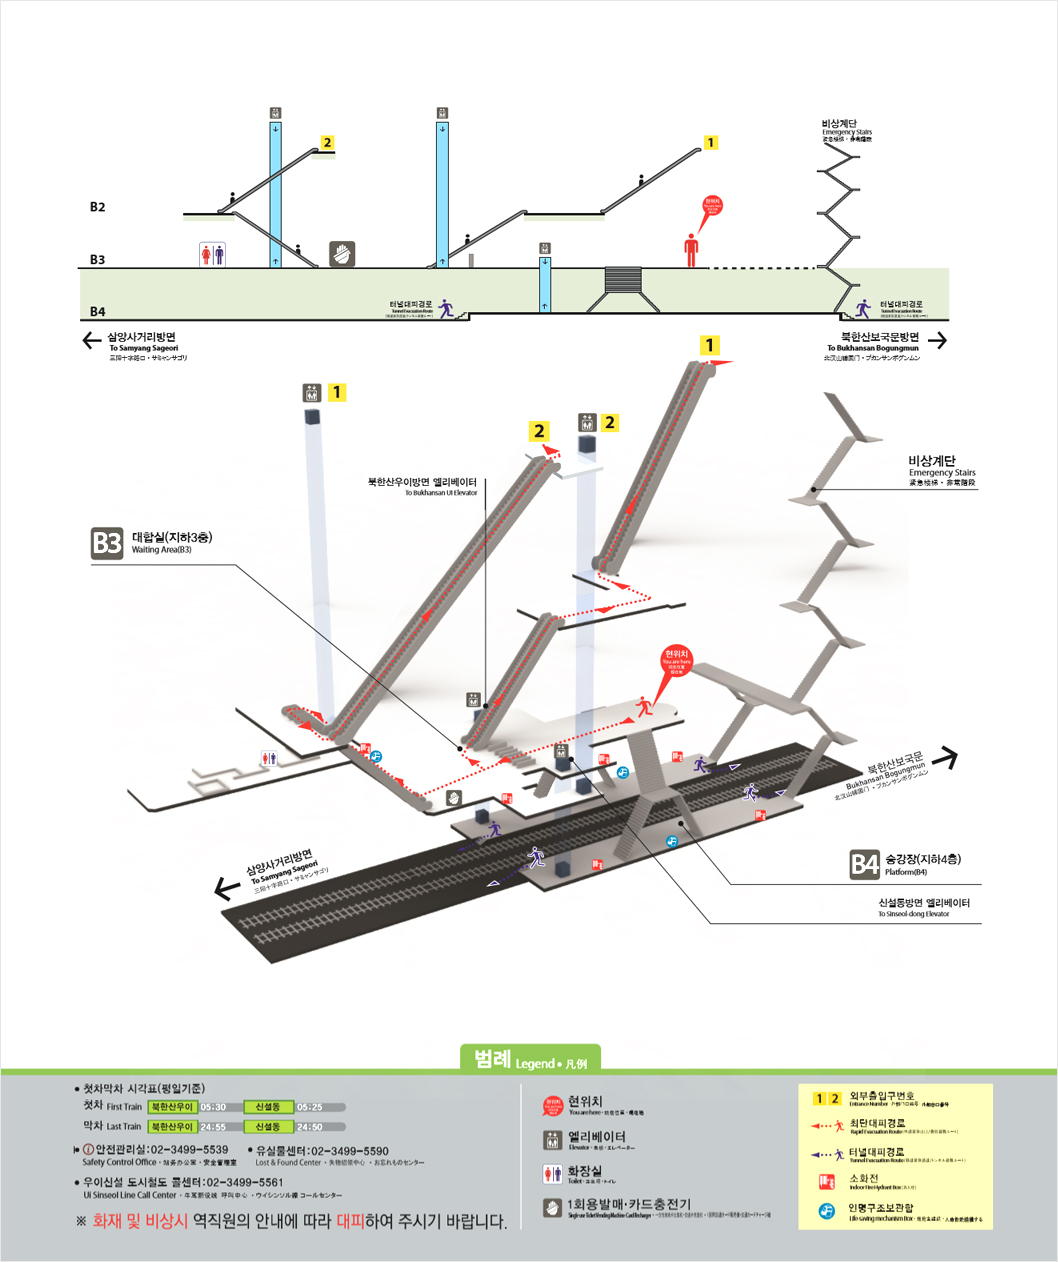 비상계단
Emergency Stairs
緊急樓梯・非常階段
2
1
B2
현위치
You are here
B3
B4
터널대피경로
Tunnel Evacuation Route
터널대피경로
Tunnel Evacuation Route
삼양사거리방면
To Samyang Sageori
三岡十字路口・サミャンサゴリ
북한산보국문방면
To Bukhansan Bogungmun
北汉山辅国门・プカンサンボグンムン
1
1
2
2
북한산우이방면 엘리베이터
To Bukhansan UI Elevator
비상계단
Emergency Stairs
緊急樓梯・非常階段
B3
대합실(지하3층)
Waiting Area(B3)
현위치
You are here
북한산보국문
Bukhansan Bogungmun
北汉山辅国门・プカンサンボグンムン
삼양사거리방면
To Samyang Sageori
三岡十字路口・サミャンサゴリ
B4
승강장(지하4층)
Platform(B4)
신설동방면 엘리베이터
To Sinseol-dong Elevator
범례 Legend・凡例
첫차막차 시각표(평일기준)
첫차 First Train 북한산우이 05:30 신설동 05:25
막차 Last Train 북한산우이 24:55 신설동 24:50
안전관리실:02-3499-5539
Safety Control Office・站务办公室・安全管理室
유실물센터:02-3499-5590
Lost & Found Center・失物招领中心・お忘れものセンター
우이신설 도시철도 콜센터:02-3499-5561
Ui Sinseol Line Call Center・牛耳新设线 呼叫中心・ウイシンソル線 コールセンター
※ 화재 및 비상시 역직원의 안내에 따라 대피하여 주시기 바랍니다.
현위치
You are here・现在位置・現在地
엘리베이터
Elevator・电梯・エレベーター
화장실
Toilet・卫生间・トイレ
1회용발매・카드충전기
Single-use Ticket Vending Machine Card Recharger
1 2 외부출입구번호
Entrance Number
최단대피경로
Rapid Evacuation Route
터널대피경로
Tunnel Evacuation Route
소화전
Indoor Fire Hydrant Box
인명구조보관함
Life saving mechanism Box